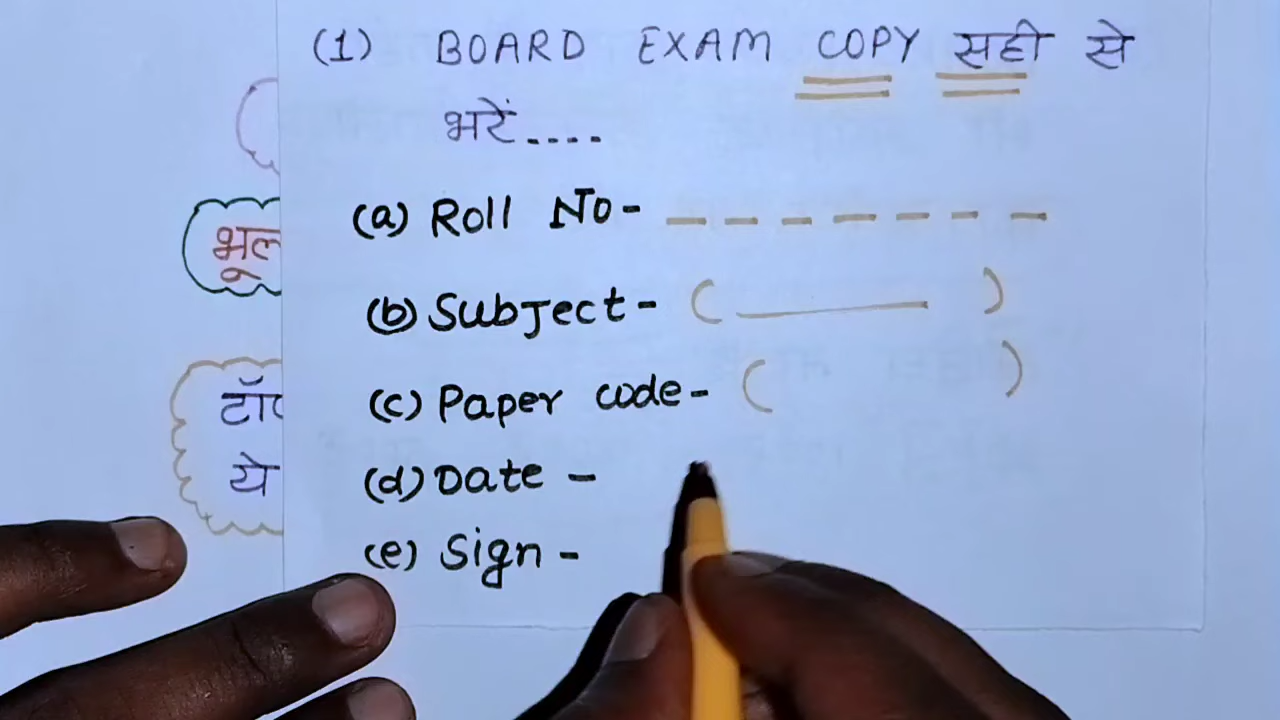 (1) BOARD EXAM COPY सही से
भरें....
(a) Roll No-
(b) Subject-
(c) Paper code-
(d) Date -
(e) Sign -
ये